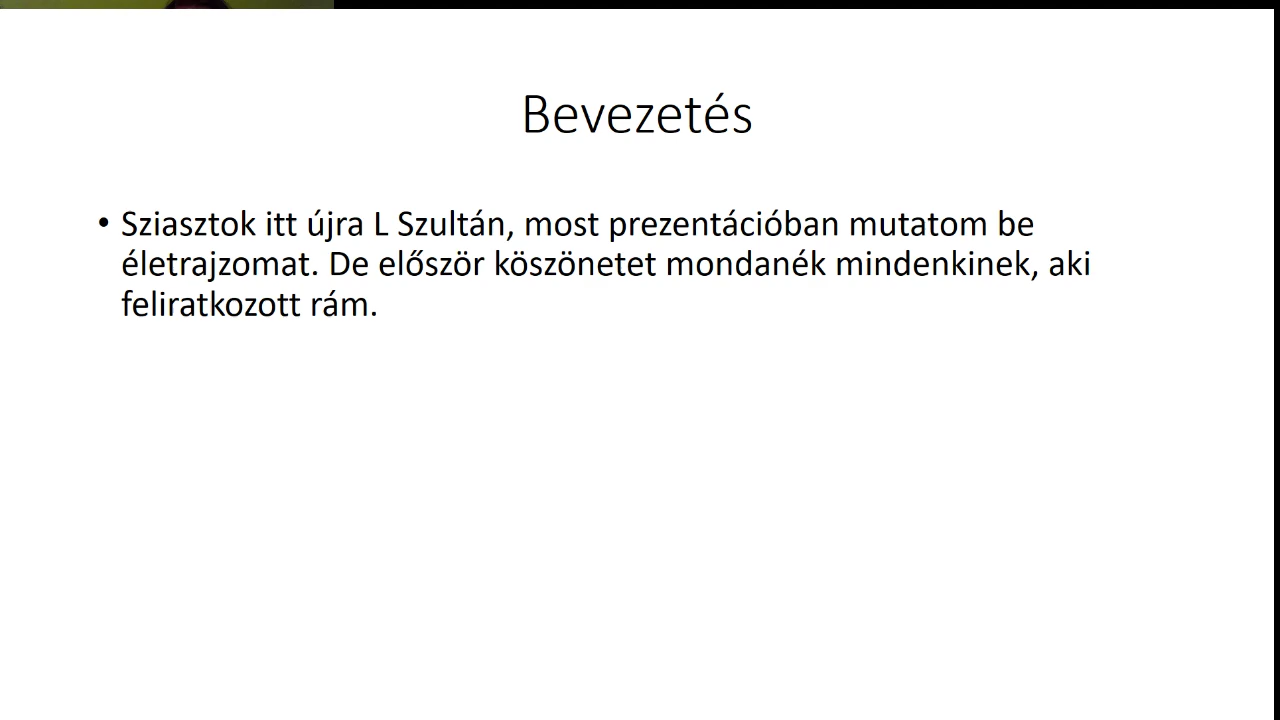 Bevezetés
• Sziasztok itt újra L Szultán, most prezentációban mutatom be
életrajzomat. De először köszönetet mondanék mindenkinek, aki
feliratkozott rám.